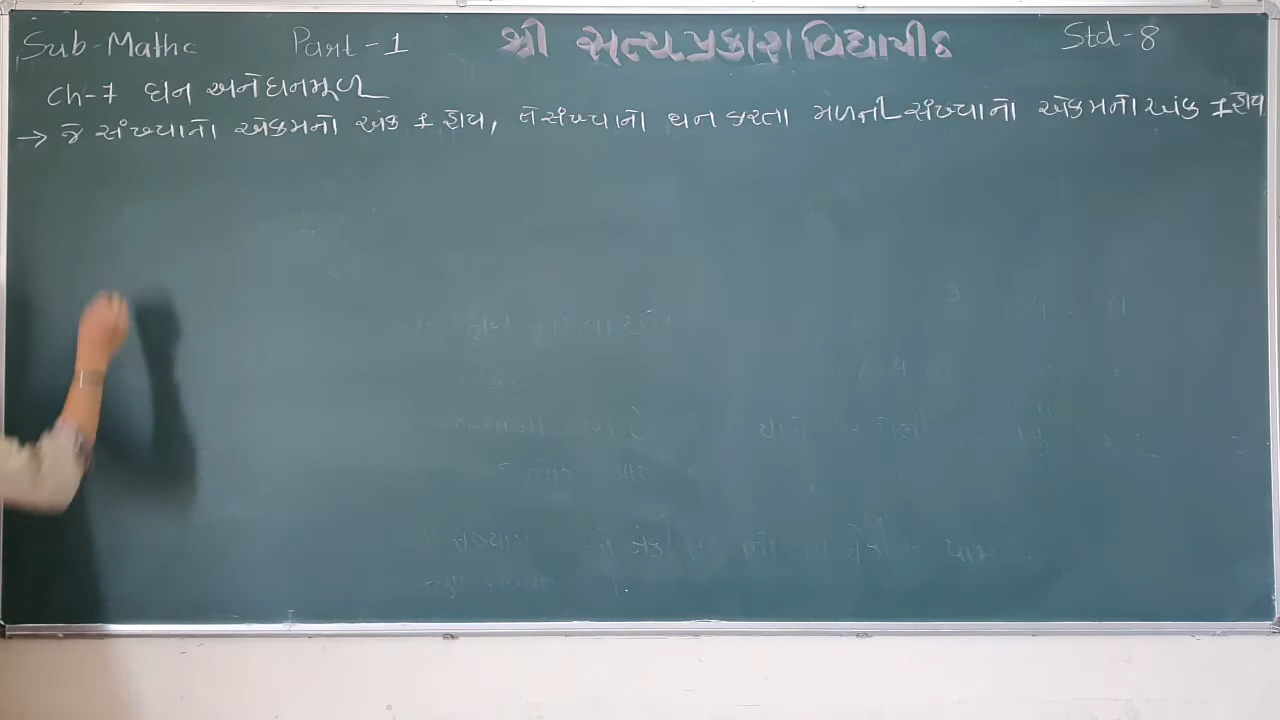 Sub-Maths Part-1 શ્રી સત્યપ્રકાશ વિદ્યાપીઠ Std-8
Ch-7 ઘન અને ઘનમૂળ
→ જે સંખ્યાનો એકમનો અંક 1 હોય, તે સંખ્યાનો ઘન કરતા મળતી સંખ્યાનો એકમનો અંક 1 હોય